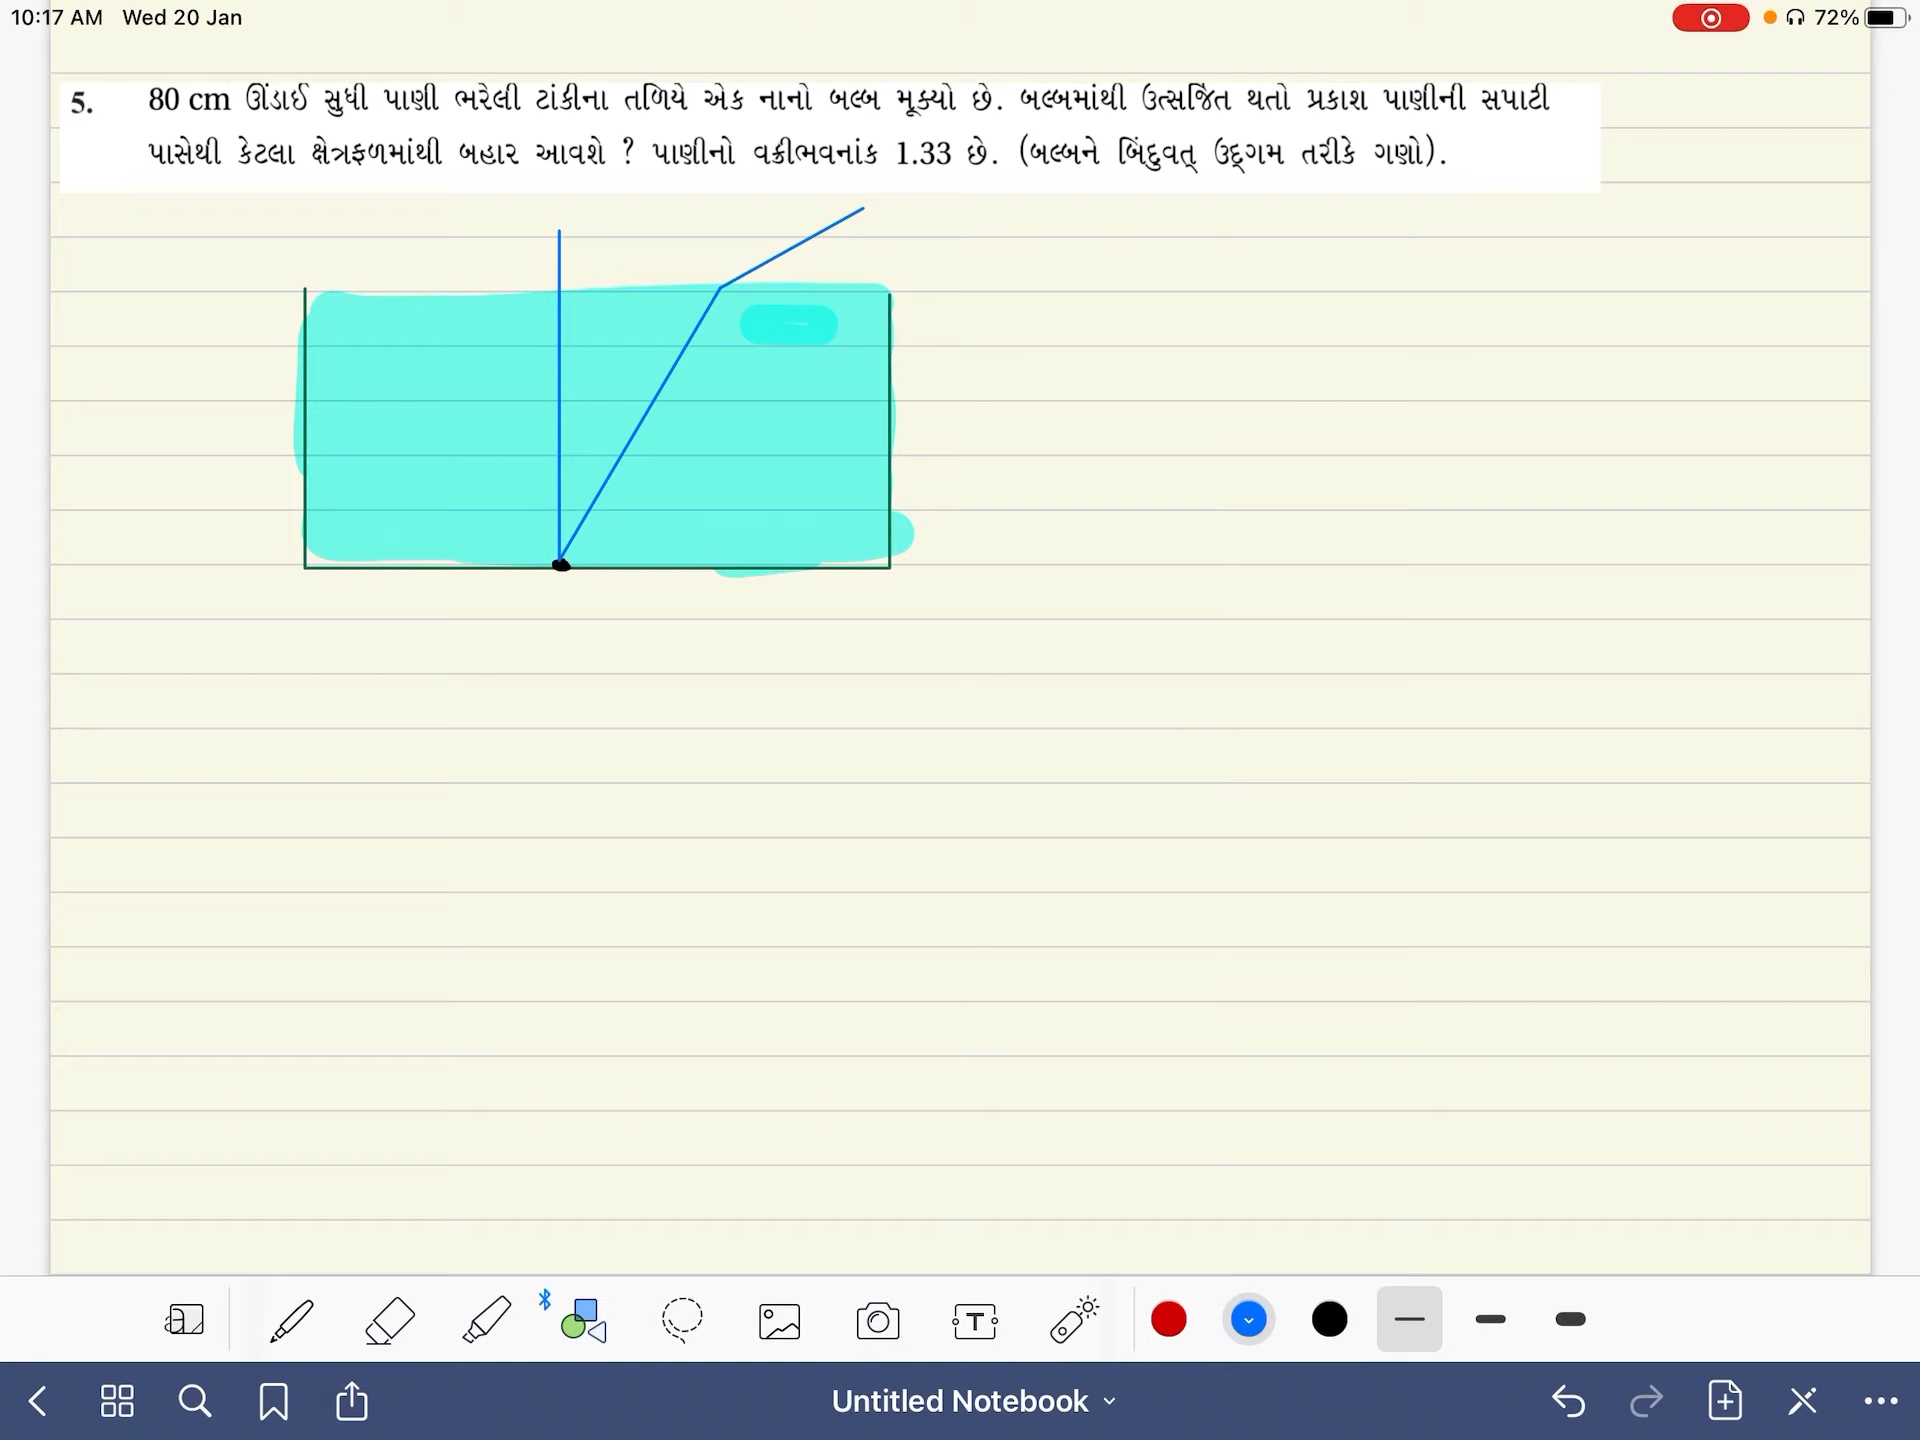 10:17 AM Wed 20 Jan
72%
5. 80 cm ઊંડાઈ સુધી પાણી ભરેલી ટાંકીના તળિયે એક નાનો બલ્બ મૂક્યો છે. બલ્બમાંથી ઉત્સર્જિત થતો પ્રકાશ પાણીની સપાટી
પાસેથી કેટલા ક્ષેત્રફળમાંથી બહાર આવશે ? પાણીનો વક્રીભવનાંક 1.33 છે. (બલ્બને બિંદુવત્ ઉદ્ગમ તરીકે ગણો).
a
T
Untitled Notebook